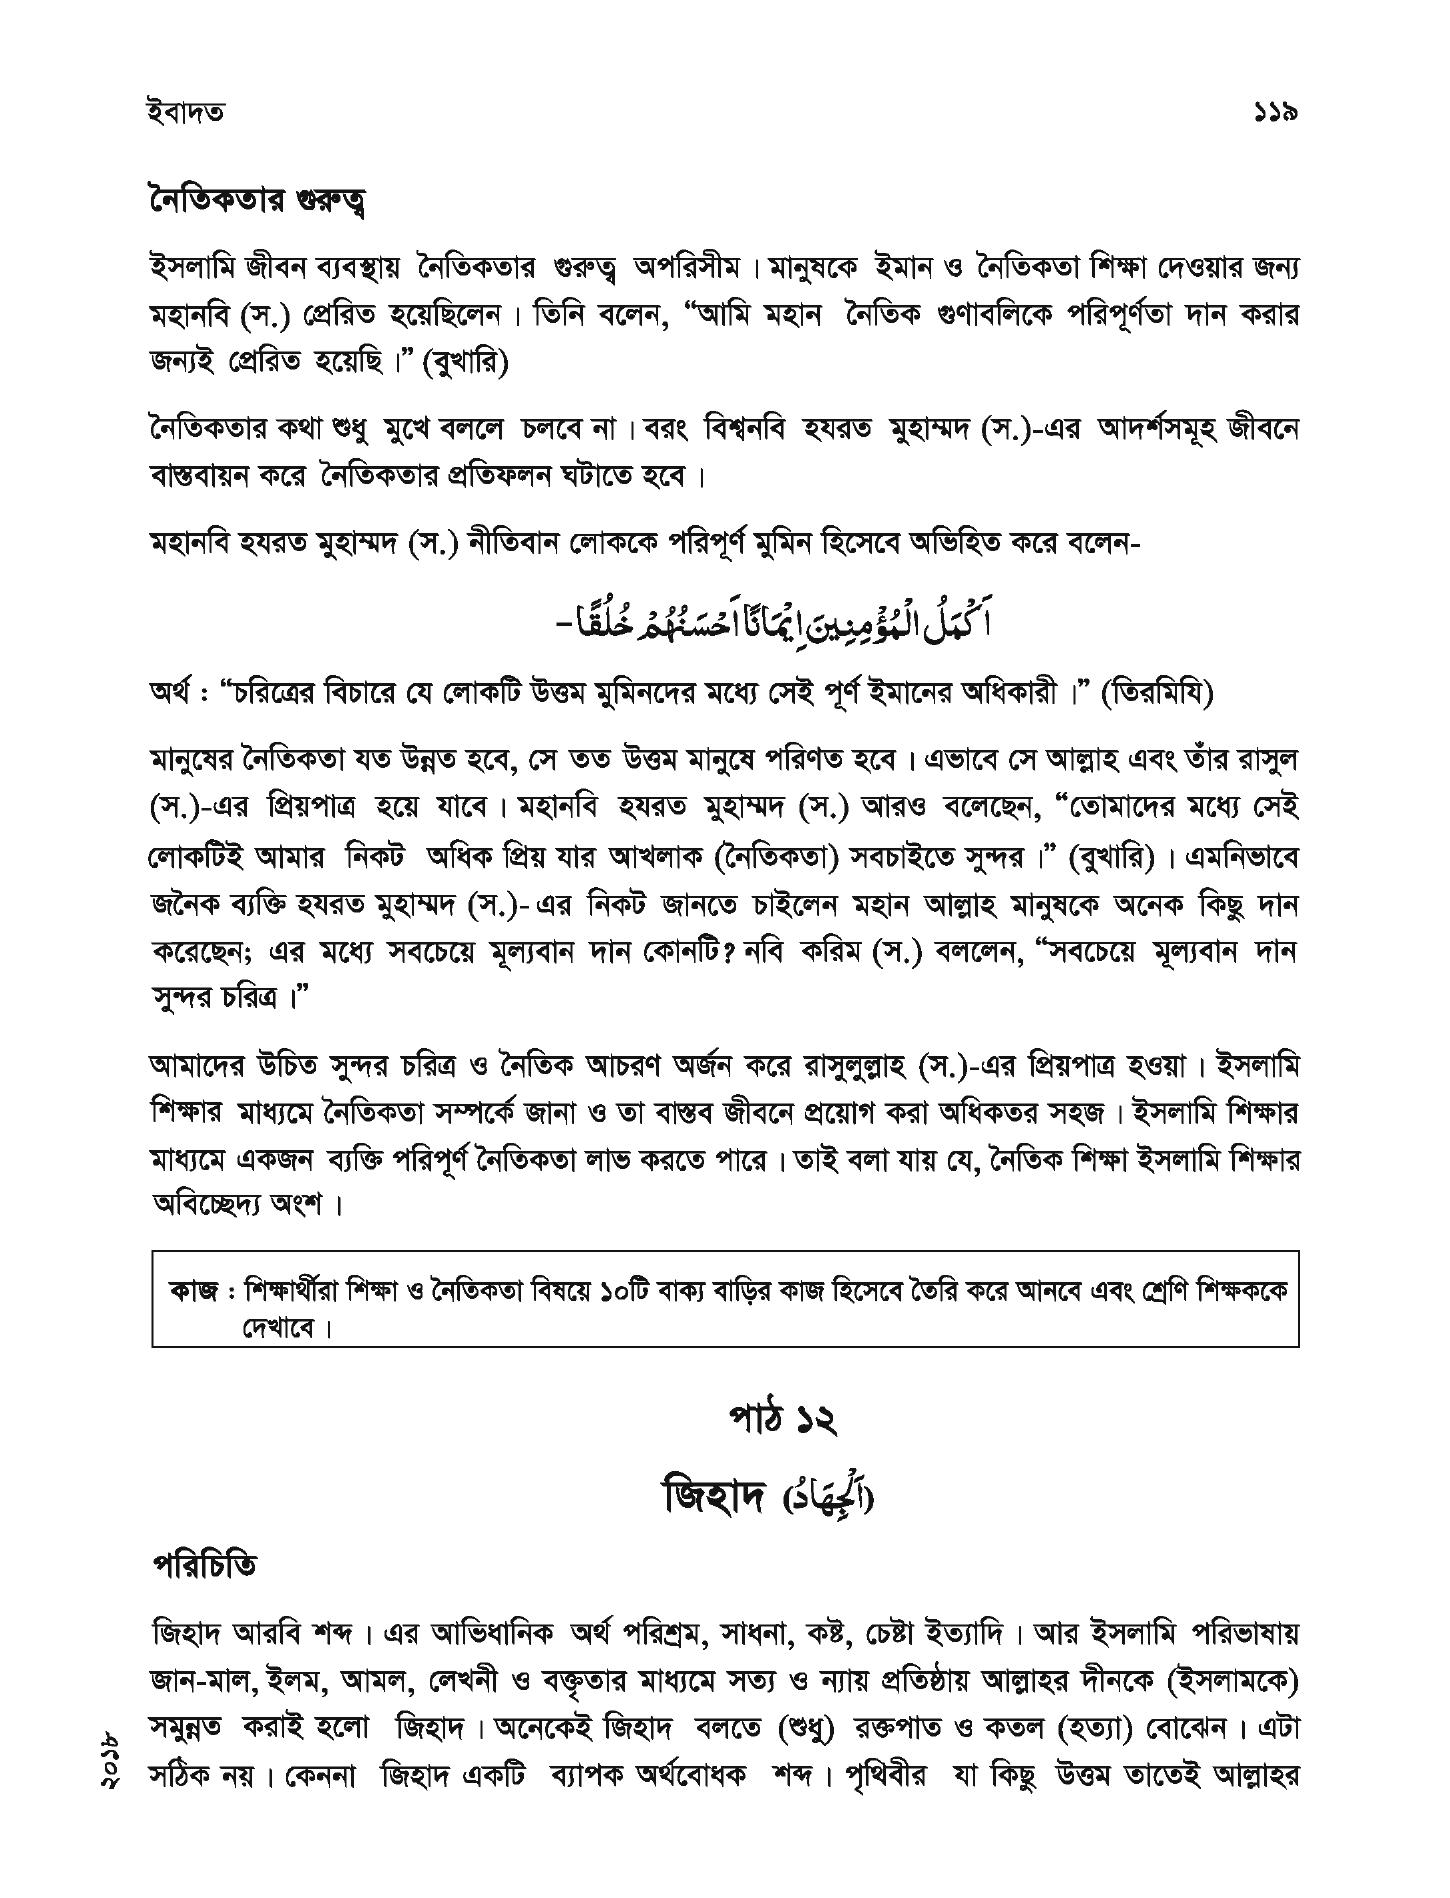 ইবাদত ১১৯
নৈতিকতার গুরুত্ব
ইসলামি জীবন ব্যবস্থায় নৈতিকতার গুরুত্ব অপরিসীম। মানুষকে ইমান ও নৈতিকতা শিক্ষা দেওয়ার জন্য
মহানবি (স.) প্রেরিত হয়েছিলেন। তিনি বলেন, “আমি মহান নৈতিক গুণাবলিকে পরিপূর্ণতা দান করার
জন্যই প্রেরিত হয়েছি।” (বুখারি)
নৈতিকতার কথা শুধু মুখে বললে চলবে না। বরং বিশ্বনবি হযরত মুহাম্মদ (স.)-এর আদর্শসমূহ জীবনে
বাস্তবায়ন করে নৈতিকতার প্রতিফলন ঘটাতে হবে।
মহানবি হযরত মুহাম্মদ (স.) নীতিবান লোককে পরিপূর্ণ মুমিন হিসেবে অভিহিত করে বলেন-
اَكْمَلُ الْمُؤْمِنِينَ اِيْمَانًا اَحْسَنُهُمْ خُلُقًا-
অর্থ : “চরিত্রের বিচারে যে লোকটি উত্তম মুমিনদের মধ্যে সেই পূর্ণ ইমানের অধিকারী।” (তিরমিযি)
মানুষের নৈতিকতা যত উন্নত হবে, সে তত উত্তম মানুষে পরিণত হবে। এভাবে সে আল্লাহ এবং তাঁর রাসুল
(স.)-এর প্রিয়পাত্র হয়ে যাবে। মহানবি হযরত মুহাম্মদ (স.) আরও বলেছেন, “তোমাদের মধ্যে সেই
লোকটিই আমার নিকট অধিক প্রিয় যার আখলাক (নৈতিকতা) সবচাইতে সুন্দর।” (বুখারি)। এমনিভাবে
জনৈক ব্যক্তি হযরত মুহাম্মদ (স.)- এর নিকট জানতে চাইলেন মহান আল্লাহ মানুষকে অনেক কিছু দান
করেছেন; এর মধ্যে সবচেয়ে মূল্যবান দান কোনটি? নবি করিম (স.) বললেন, “সবচেয়ে মূল্যবান দান
সুন্দর চরিত্র।”
আমাদের উচিত সুন্দর চরিত্র ও নৈতিক আচরণ অর্জন করে রাসুলুল্লাহ (স.)-এর প্রিয়পাত্র হওয়া। ইসলামি
শিক্ষার মাধ্যমে নৈতিকতা সম্পর্কে জানা ও তা বাস্তব জীবনে প্রয়োগ করা অধিকতর সহজ। ইসলামি শিক্ষার
মাধ্যমে একজন ব্যক্তি পরিপূর্ণ নৈতিকতা লাভ করতে পারে। তাই বলা যায় যে, নৈতিক শিক্ষা ইসলামি শিক্ষার
অবিচ্ছেদ্য অংশ।
কাজ : শিক্ষার্থীরা শিক্ষা ও নৈতিকতা বিষয়ে ১০টি বাক্য বাড়ির কাজ হিসেবে তৈরি করে আনবে এবং শ্রেণি শিক্ষককে
দেখাবে।
পাঠ ১২
জিহাদ (اَلْجِهَادُ)
পরিচিতি
জিহাদ আরবি শব্দ। এর আভিধানিক অর্থ পরিশ্রম, সাধনা, কষ্ট, চেষ্টা ইত্যাদি। আর ইসলামি পরিভাষায়
জান-মাল, ইলম, আমল, লেখনী ও বক্তৃতার মাধ্যমে সত্য ও ন্যায় প্রতিষ্ঠায় আল্লাহর দীনকে (ইসলামকে)
সমুন্নত করাই হলো জিহাদ। অনেকেই জিহাদ বলতে (শুধু) রক্তপাত ও কতল (হত্যা) বোঝেন। এটা
সঠিক নয়। কেননা জিহাদ একটি ব্যাপক অর্থবোধক শব্দ। পৃথিবীর যা কিছু উত্তম তাতেই আল্লাহর
২০১৮